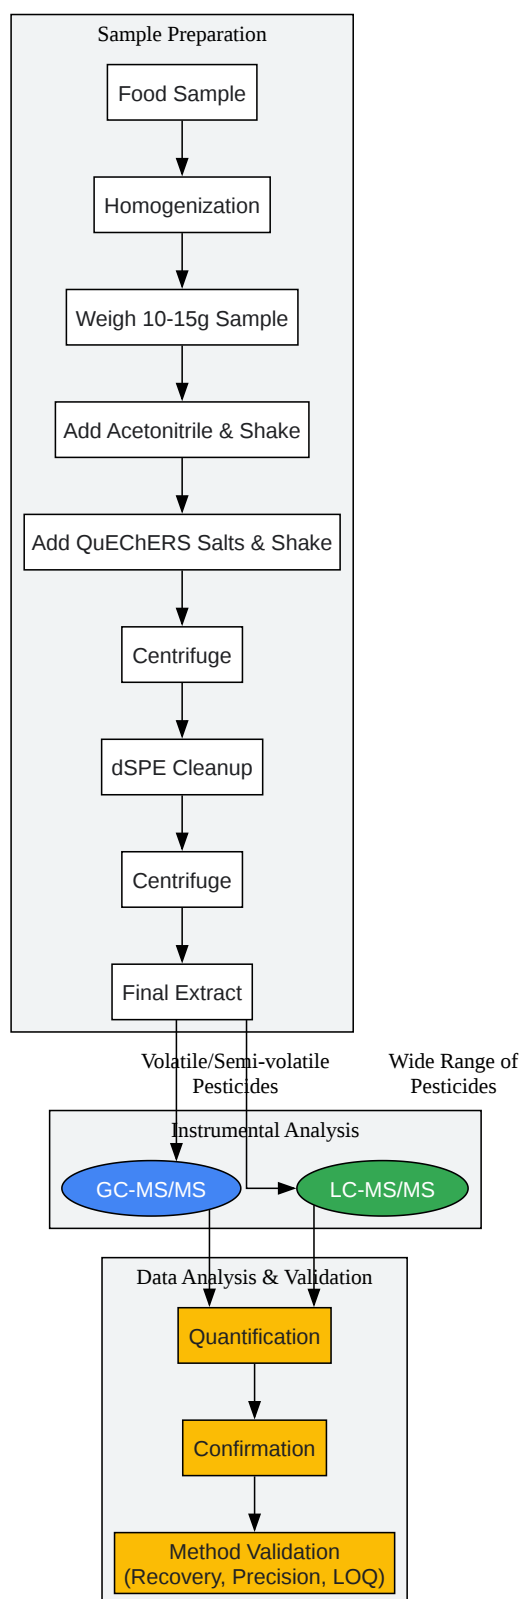 Sample Preparation
Food Sample
Homogenization
Weigh 10-15g Sample
Add Acetonitrile & Shake
Add QuEChERS Salts & Shake
Centrifuge
dSPE Cleanup
Centrifuge
Final Extract
Volatile/Semi-volatile
Pesticides
Wide Range of
Pesticides
Instrumental Analysis
GC-MS/MS
LC-MS/MS
Data Analysis & Validation
Quantification
Confirmation
Method Validation
(Recovery, Precision, LOQ)